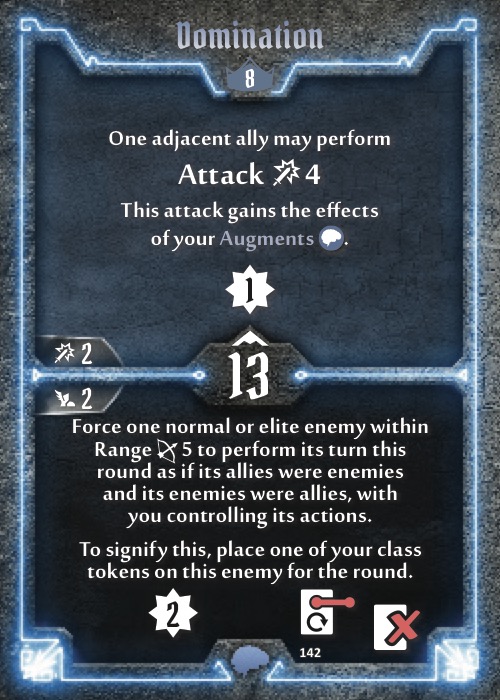 Domination
8
One adjacent ally may perform
Attack 4
This attack gains the effects
of your Augments .
1
2
13
2
Force one normal or elite enemy within
Range 5 to perform its turn this
round as if its allies were enemies
and its enemies were allies, with
you controlling its actions.
To signify this, place one of your class
tokens on this enemy for the round.
2
142